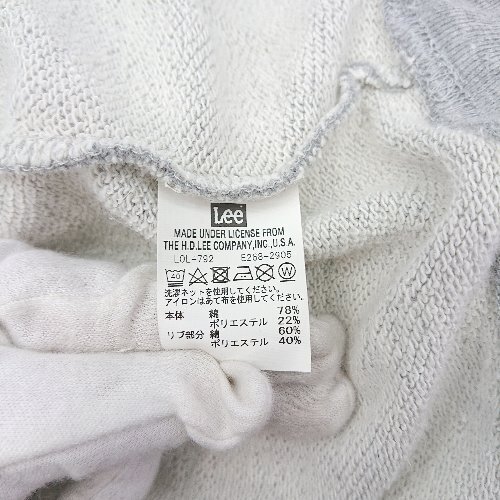 Lee
MADE UNDER LICENSE FROM
THE H.D.LEE COMPANY,INC.,U.S.A.
LOL-792 E288-2905
40
W
洗濯ネットを使用してください。
アイロンはあて布を使用してください。
本体 綿 78%
ポリエステル 22%
リブ部分 綿 60%
ポリエステル 40%